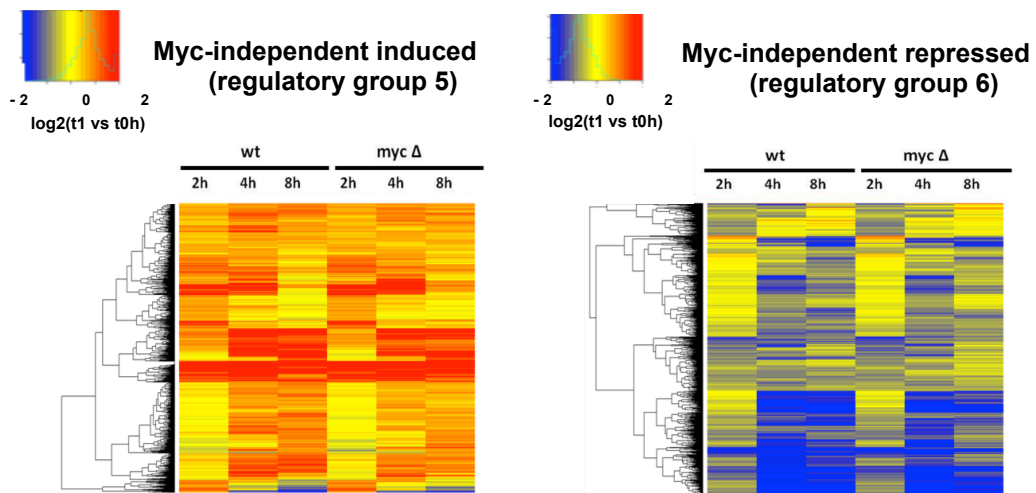 Myc-independent induced
(regulatory group 5)
- 2 0 2
log2(t1 vs t0h)
wt myc Δ
2h 4h 8h 2h 4h 8h
Myc-independent repressed
(regulatory group 6)
- 2 0 2
log2(t1 vs t0h)
wt myc Δ
2h 4h 8h 2h 4h 8h